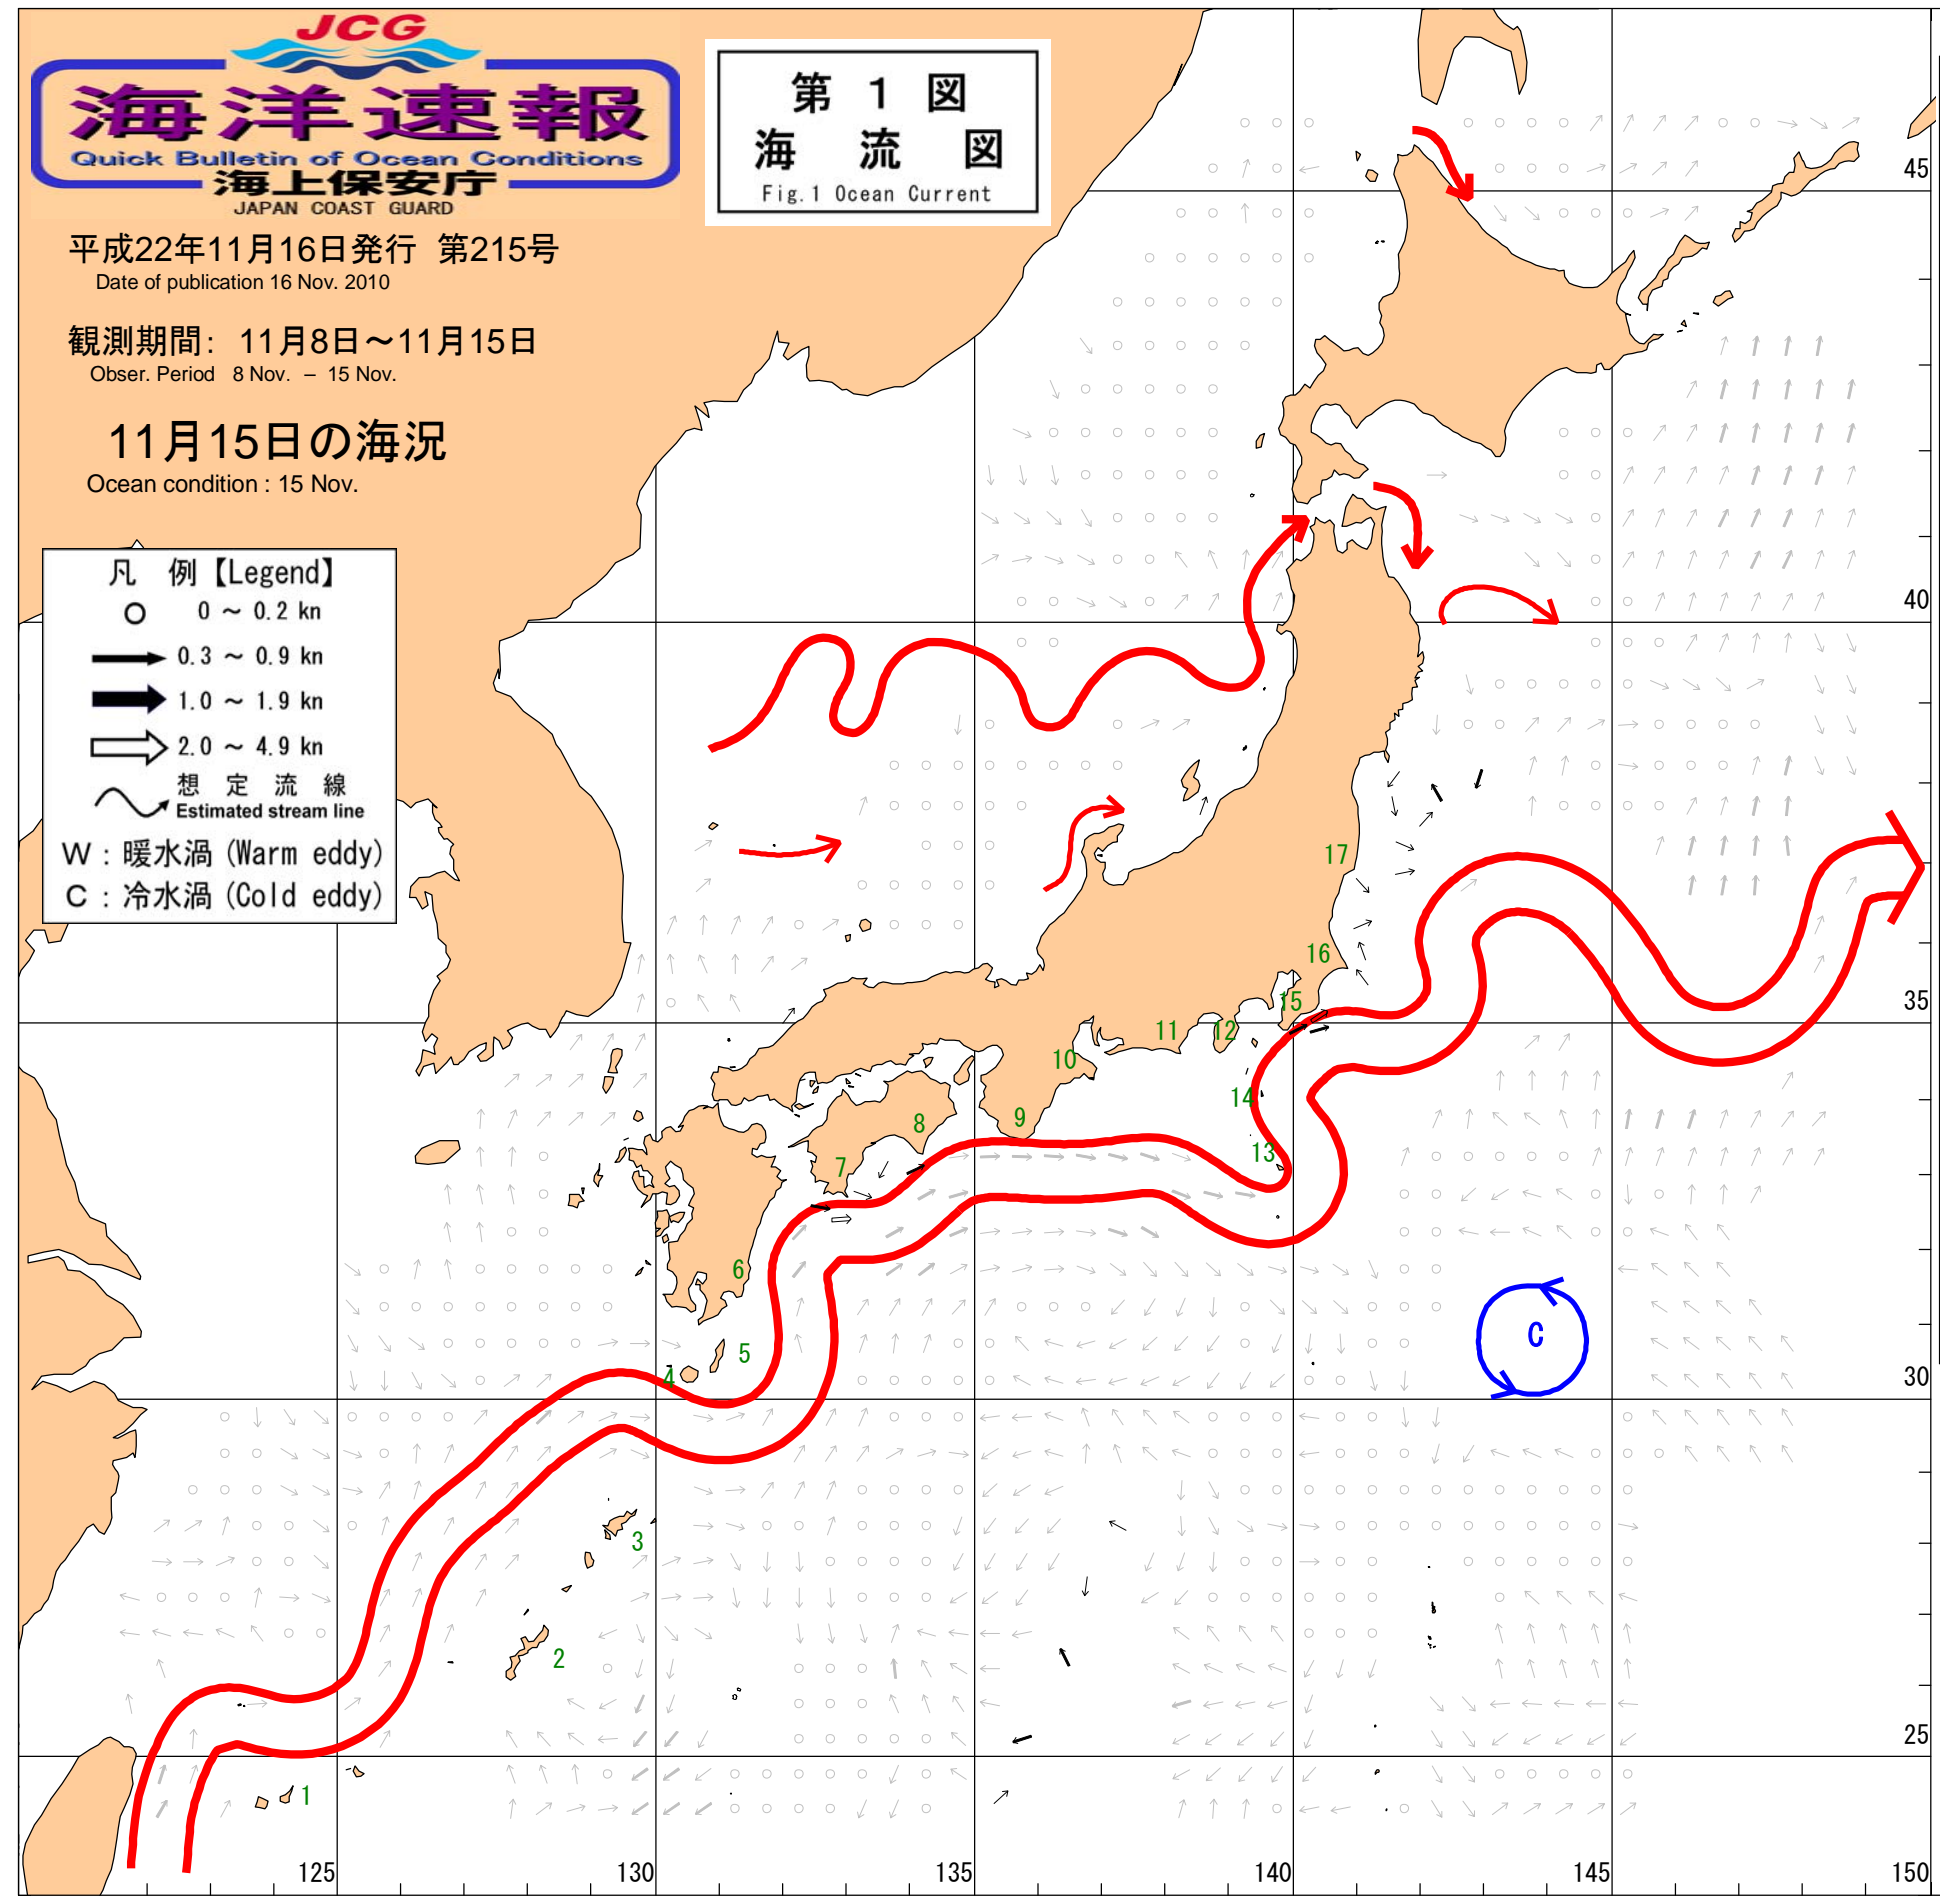 JCG
海洋速報
Quick Bulletin of Ocean Conditions
海上保安庁
JAPAN COAST GUARD
第 1 図
海 流 図
Fig.1 Ocean Current
平成22年11月16日発行 第215号
Date of publication 16 Nov. 2010
観測期間: 11月8日～11月15日
Obser. Period 8 Nov. – 15 Nov.
11月15日の海況
Ocean condition : 15 Nov.
凡 例【Legend】
0 ～ 0.2 kn
0.3 ～ 0.9 kn
1.0 ～ 1.9 kn
2.0 ～ 4.9 kn
想 定 流 線
Estimated stream line
W : 暖水渦 (Warm eddy)
C : 冷水渦 (Cold eddy)
45
40
17
16
35
15
12
11
10
14
9
8
13
7
6
C
5
4
30
3
2
25
1
125
130
135
140
145
150